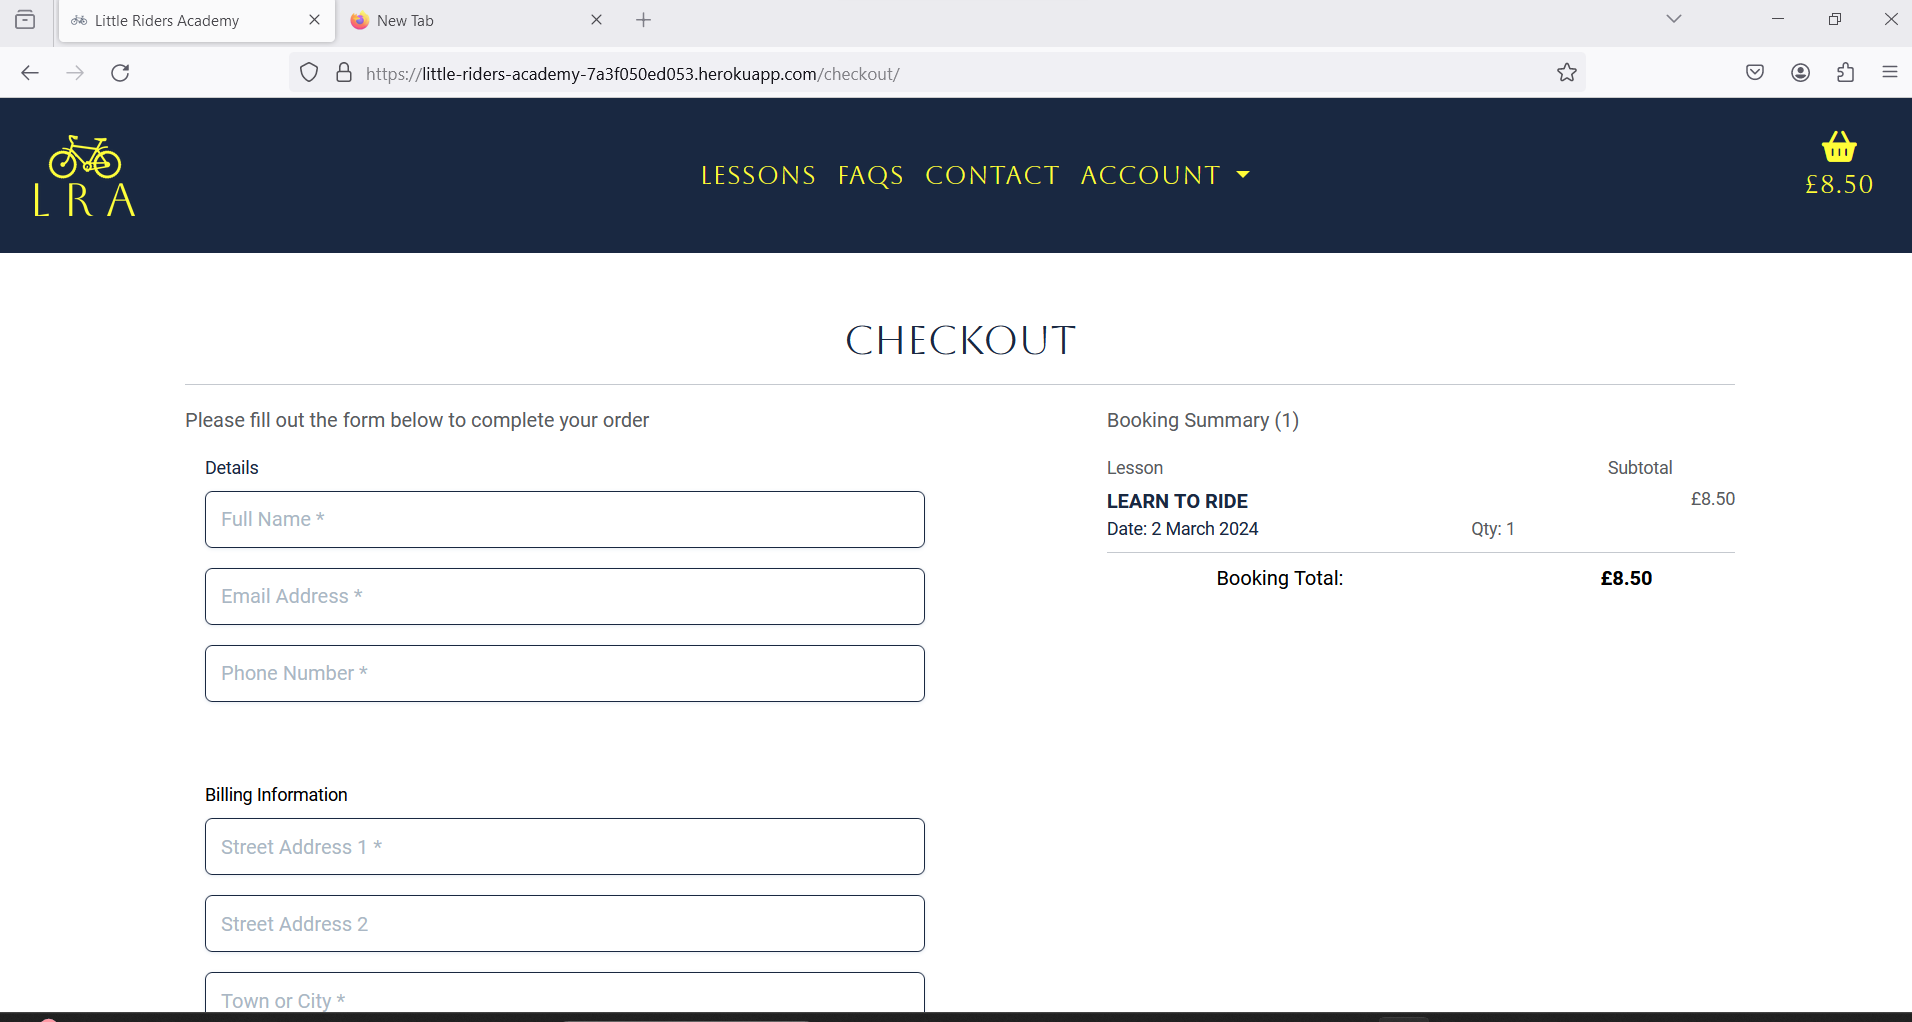 Little Riders Academy
New Tab
https://little-riders-academy-7a3f050ed053.herokuapp.com/checkout/
L R A
LESSONS FAQS CONTACT ACCOUNT
£8.50
CHECKOUT
Please fill out the form below to complete your order
Details
Full Name *
Email Address *
Phone Number *
Billing Information
Street Address 1 *
Street Address 2
Town or City *
Booking Summary (1)
Lesson Subtotal
LEARN TO RIDE £8.50
Date: 2 March 2024 Qty: 1
Booking Total: £8.50